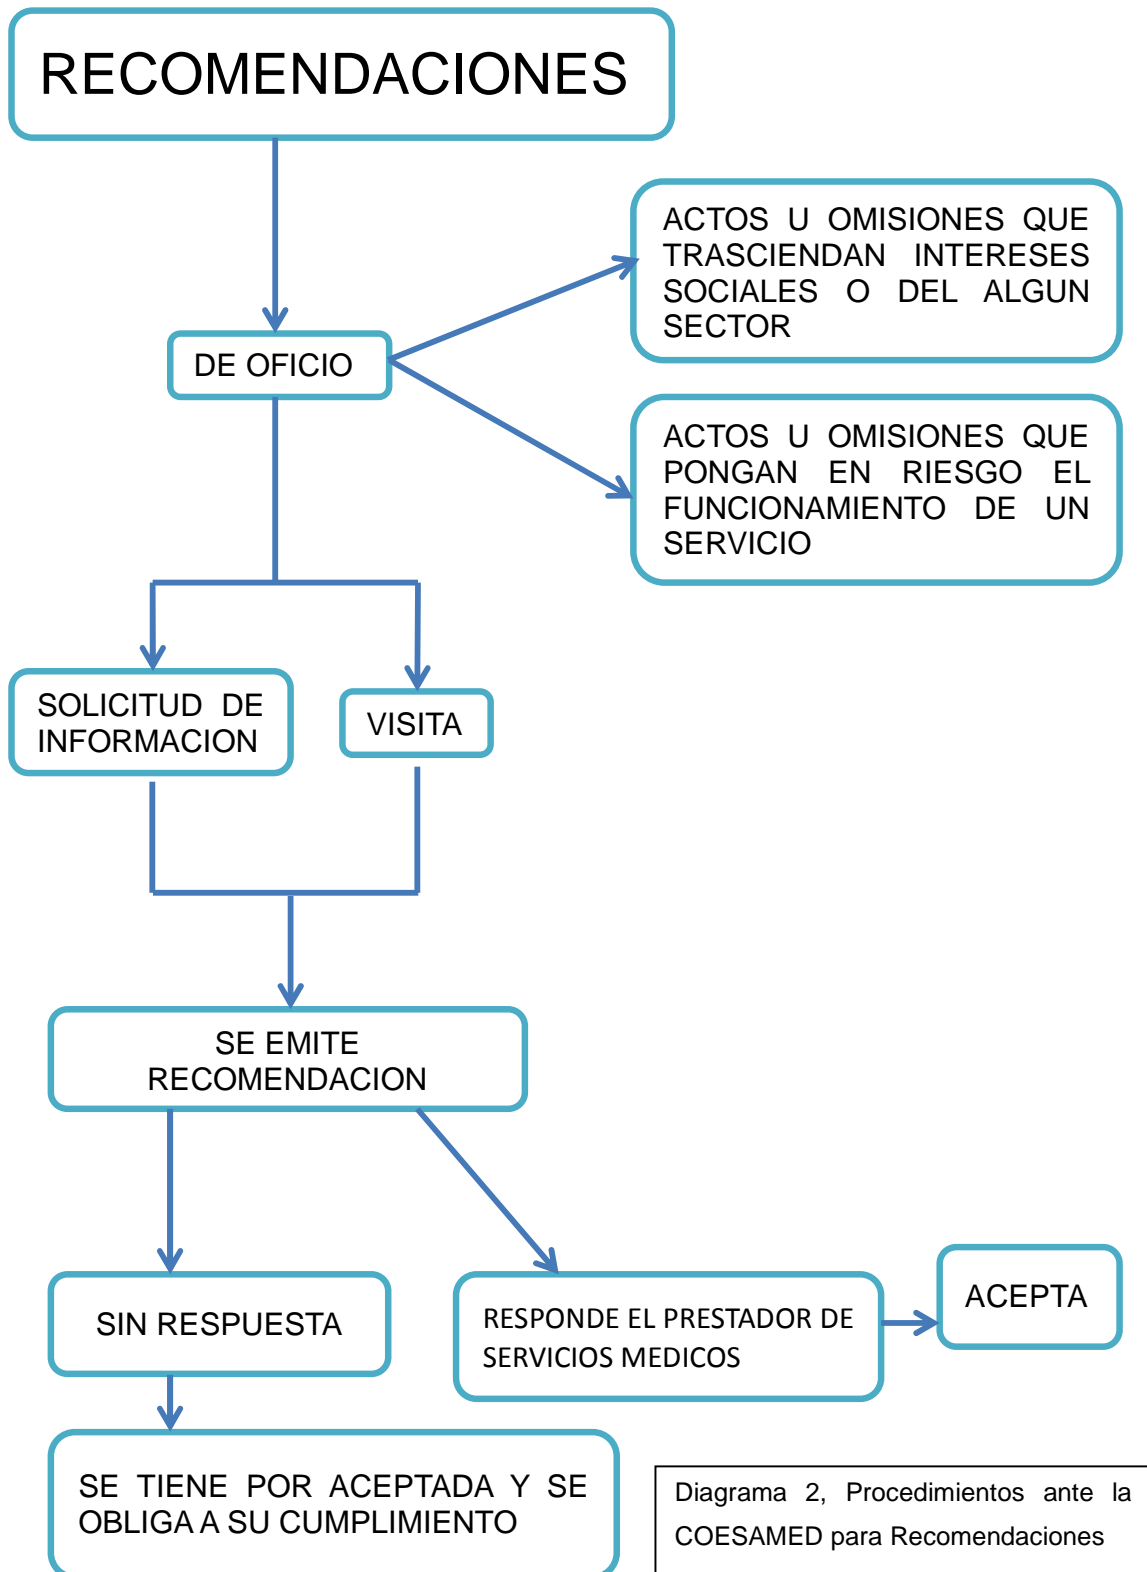 RECOMENDACIONES
ACTOS U OMISIONES QUE
TRASCIENDAN INTERESES
SOCIALES O DEL ALGUN
SECTOR
DE OFICIO
ACTOS U OMISIONES QUE
PONGAN EN RIESGO EL
FUNCIONAMIENTO DE UN
SERVICIO
SOLICITUD DE
INFORMACION
VISITA
SE EMITE
RECOMENDACION
SIN RESPUESTA
RESPONDE EL PRESTADOR DE
SERVICIOS MEDICOS
ACEPTA
SE TIENE POR ACEPTADA Y SE
OBLIGA A SU CUMPLIMIENTO
Diagrama 2, Procedimientos ante la
COESAMED para Recomendaciones